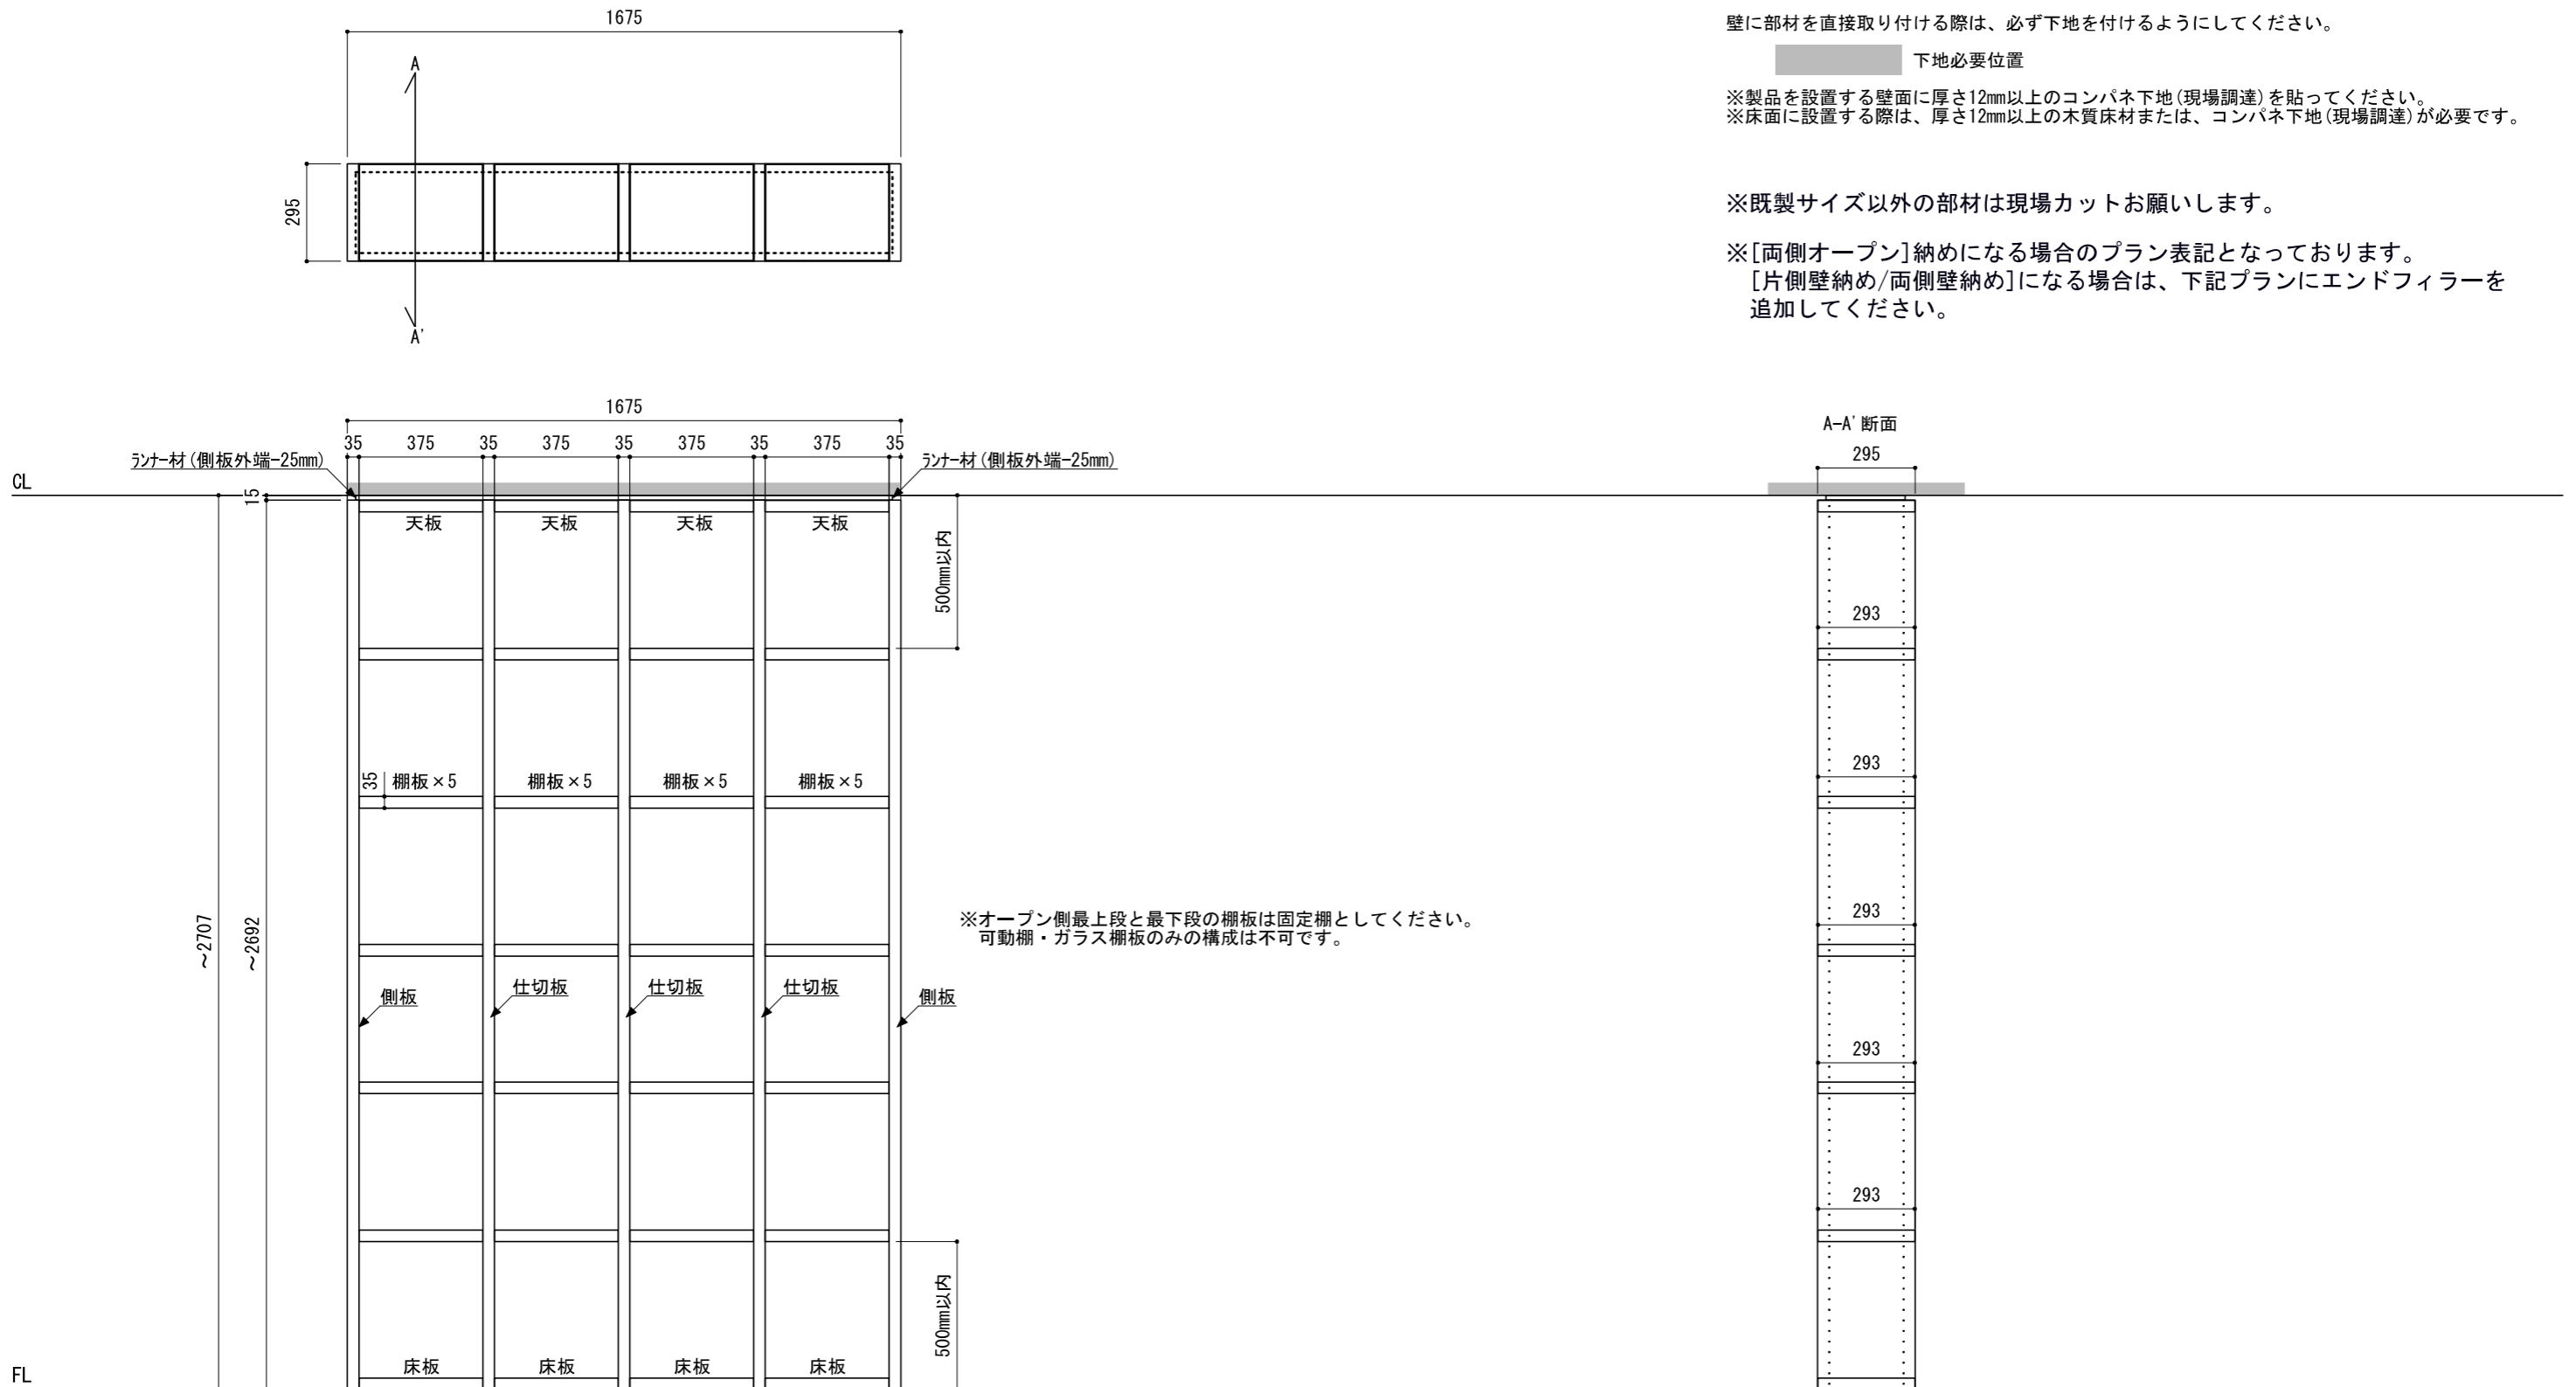 1675
A
295
A'
壁に部材を直接取り付ける際は、必ず下地を付けるようにしてください。
下地必要位置
※製品を設置する壁面に厚さ12mm以上のコンパネ下地(現場調達)を貼ってください。
※床面に設置する際は、厚さ12mm以上の木質床材または、コンパネ下地(現場調達)が必要です。
※既製サイズ以外の部材は現場カットお願いします。
※[両側オープン]納めになる場合のプラン表記となっております。
[片側壁納め/両側壁納め]になる場合は、下記プランにエンドフィラーを
追加してください。
1675
35 375 35 375 35 375 35 375 35
ﾗﾝﾅｰ材(側板外端-25mm)
ﾗﾝﾅｰ材(側板外端-25mm)
CL
15
天板 天板 天板 天板
500mm以内
35
棚板×5 棚板×5 棚板×5 棚板×5
～2707
～2692
※オープン側最上段と最下段の棚板は固定棚としてください。
可動棚・ガラス棚板のみの構成は不可です。
側板 仕切板 仕切板 仕切板 側板
500mm以内
床板 床板 床板 床板
FL
A-A' 断面
295
293
293
293
293
293